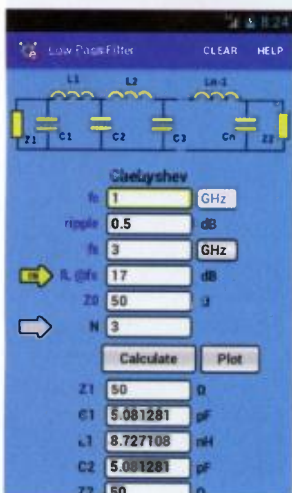 8:24
Low Pass Filter CLEAR HELP
L1 L2 Ln-1
Z1 C1 C2 C3 Cn Z2
Chebyshev
fc 1 GHz
ripple 0.5 dB
fs 3 GHz
IL @fs 17 dB
Z0 50 Ω
N 3
Calculate Plot
Z1 50 Ω
C1 5.081281 pF
L1 8.727108 nH
C2 5.081281 pF
Z2 50 Ω